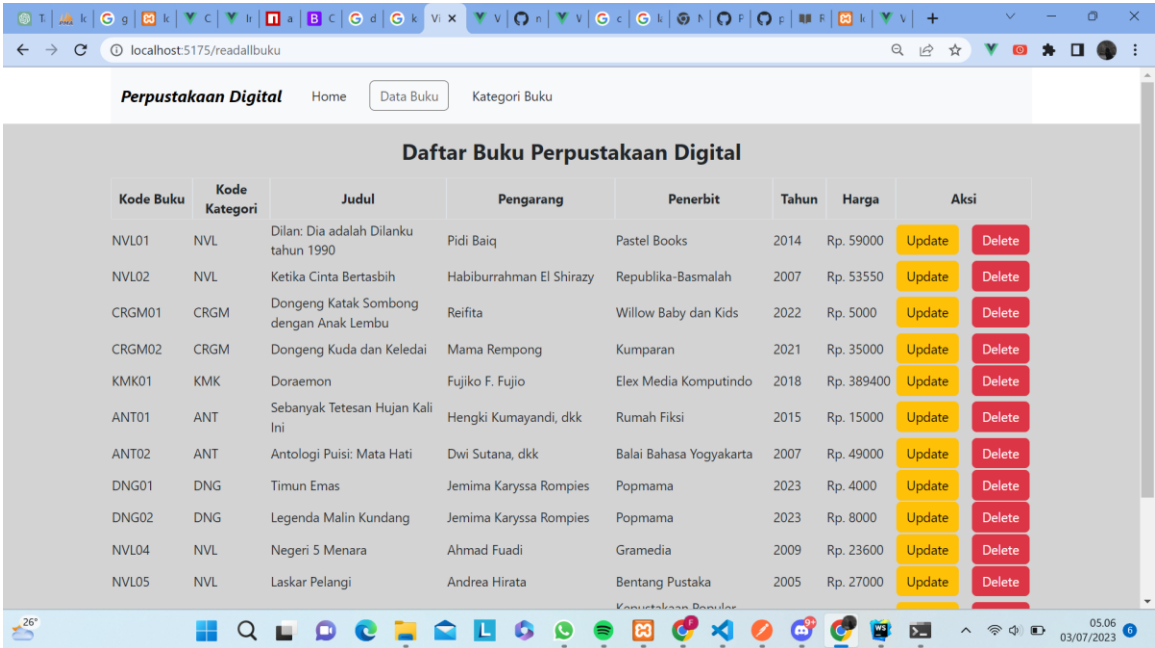 localhost:5175/readallbuku
Perpustakaan Digital Home Data Buku Kategori Buku
Daftar Buku Perpustakaan Digital
Kode Buku Kode Kategori Judul Pengarang Penerbit Tahun Harga Aksi
NVL01 NVL Dilan: Dia adalah Dilanku tahun 1990 Pidi Baiq Pastel Books 2014 Rp. 59000 Update Delete
NVL02 NVL Ketika Cinta Bertasbih Habiburrahman El Shirazy Republika-Basmalah 2007 Rp. 53550 Update Delete
CRGM01 CRGM Dongeng Katak Sombong dengan Anak Lembu Reifita Willow Baby dan Kids 2022 Rp. 5000 Update Delete
CRGM02 CRGM Dongeng Kuda dan Keledai Mama Rempong Kumparan 2021 Rp. 35000 Update Delete
KMK01 KMK Doraemon Fujiko F. Fujio Elex Media Komputindo 2018 Rp. 389400 Update Delete
ANT01 ANT Sebanyak Tetesan Hujan Kali Ini Hengki Kumayandi, dkk Rumah Fiksi 2015 Rp. 15000 Update Delete
ANT02 ANT Antologi Puisi: Mata Hati Dwi Sutana, dkk Balai Bahasa Yogyakarta 2007 Rp. 49000 Update Delete
DNG01 DNG Timun Emas Jemima Karyssa Rompies Popmama 2023 Rp. 4000 Update Delete
DNG02 DNG Legenda Malin Kundang Jemima Karyssa Rompies Popmama 2023 Rp. 8000 Update Delete
NVL04 NVL Negeri 5 Menara Ahmad Fuadi Gramedia 2009 Rp. 23600 Update Delete
NVL05 NVL Laskar Pelangi Andrea Hirata Bentang Pustaka 2005 Rp. 27000 Update Delete
26°
05.06
03/07/2023
6